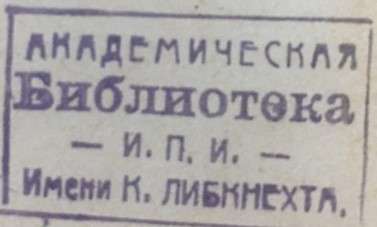 АКАДЕМИЧЕСКАЯ
Библиотека
— И. П. И. —
Имени К. ЛИБКНЕХТА.